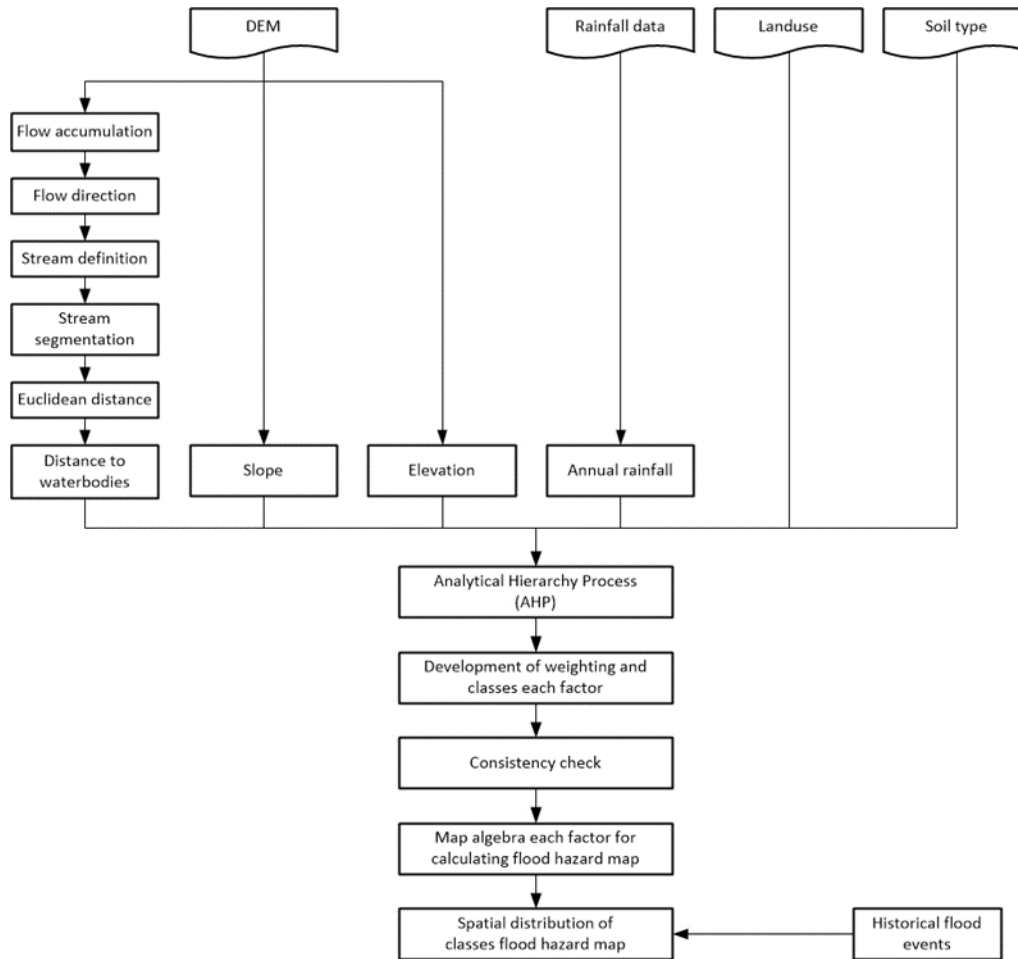 DEM
Rainfall data
Landuse
Soil type
Flow accumulation
Flow direction
Stream definition
Stream
segmentation
Euclidean distance
Distance to
waterbodies
Slope
Elevation
Annual rainfall
Analytical Hierarchy Process
(AHP)
Development of weighting and
classes each factor
Consistency check
Map algebra each factor for
calculating flood hazard map
Spatial distribution of
classes flood hazard map
Historical flood
events